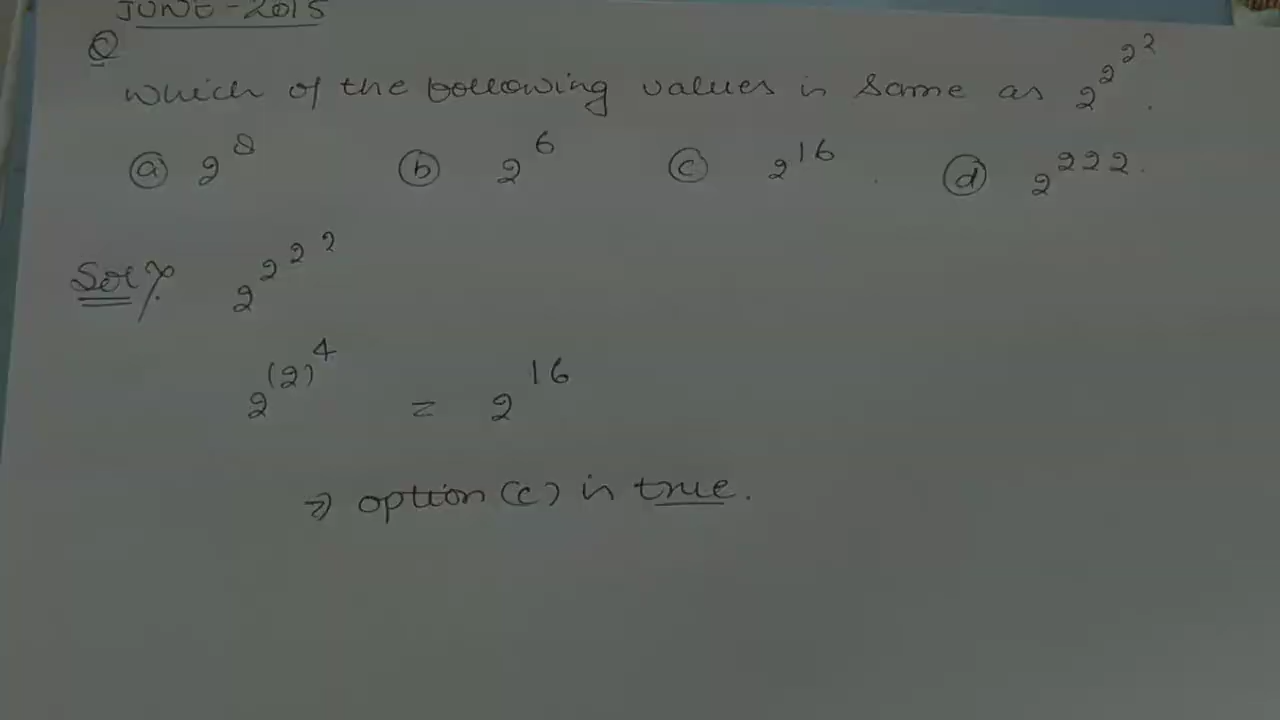 JUNE-2015
Q
which of the following values is same as 2^2^2^2.
(a) 2^8 (b) 2^6 (c) 2^16. (d) 2^222.
Sol% 2^2^2^2
2^(2)^4 = 2^16
⇒ option (c) is true.